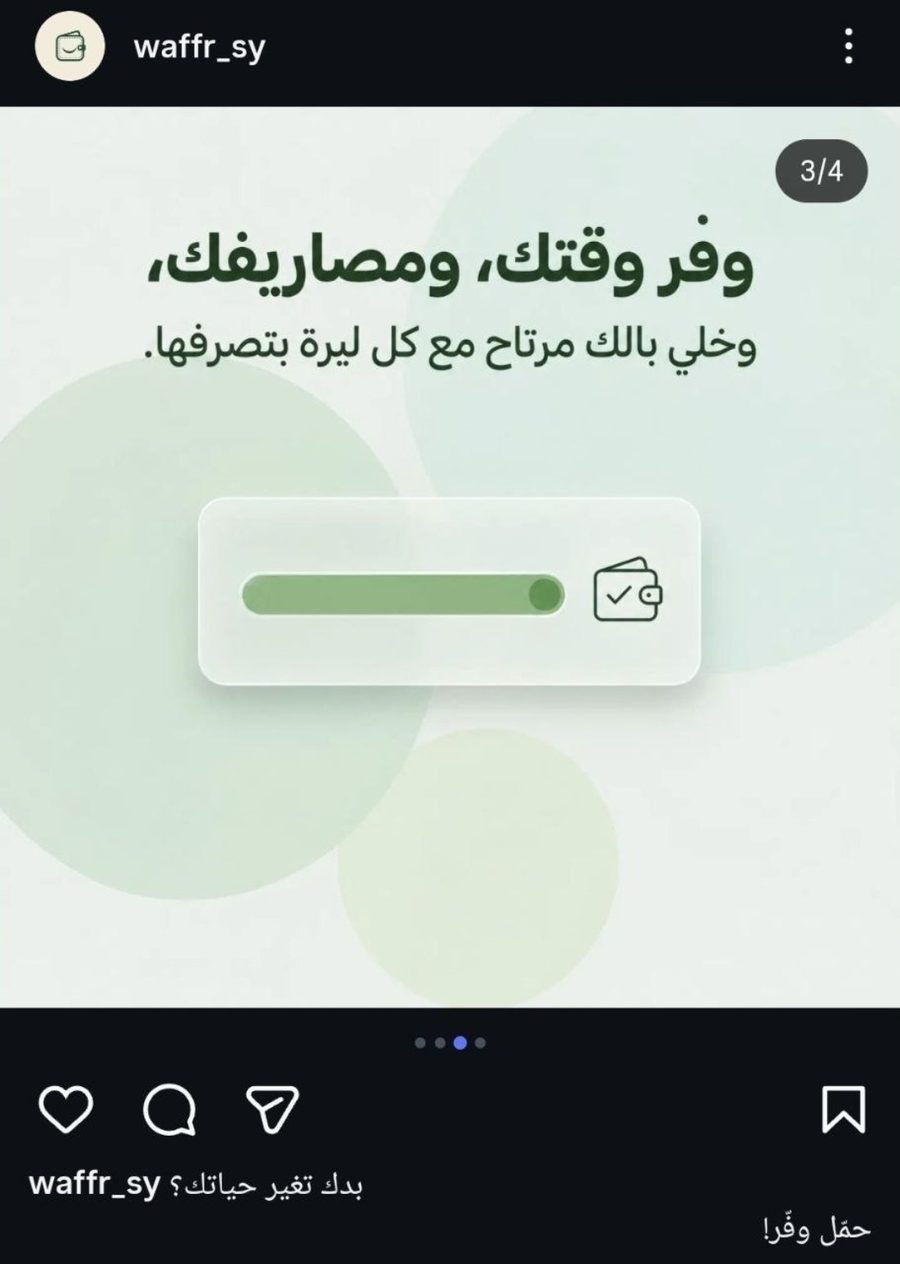 waffr_sy
3/4
وفر وقتك، ومصاريفك،
وخلي بالك مرتاح مع كل ليرة بتصرفها.
waffr_sy بدك تغير حياتك؟
حمّل وفّر!